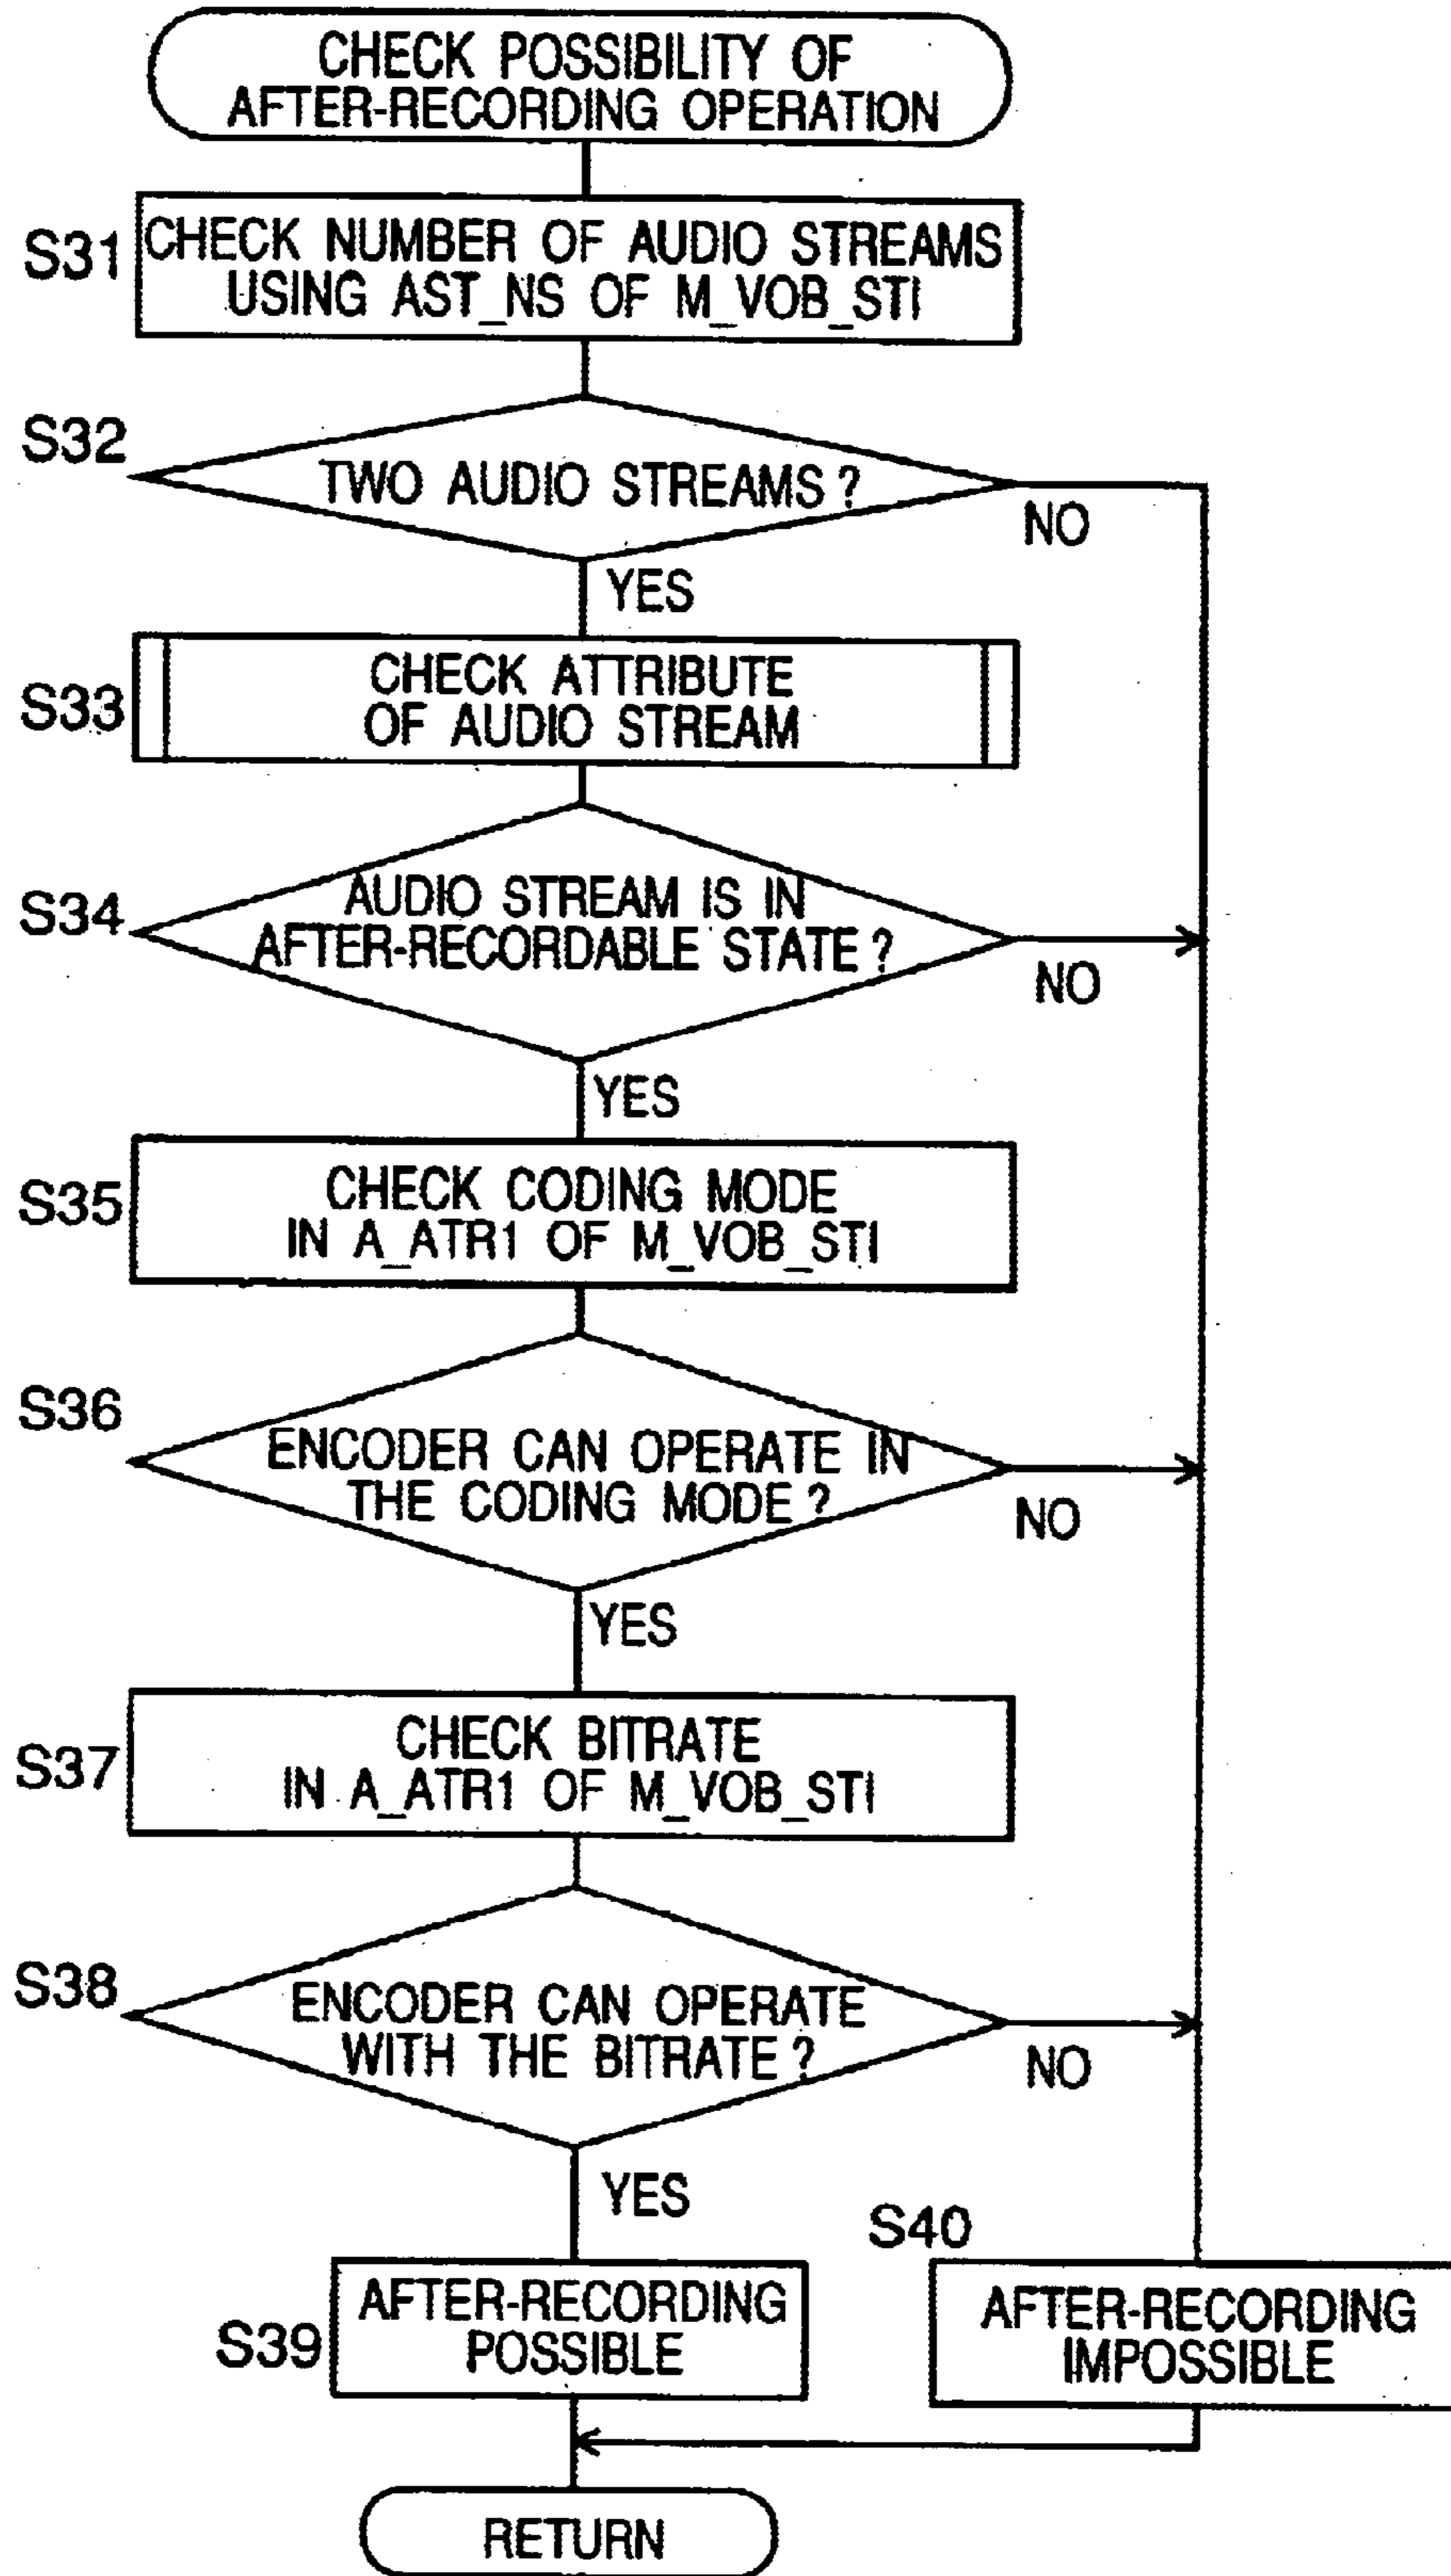 CHECK POSSIBILITY OF
AFTER-RECORDING OPERATION
S31
CHECK NUMBER OF AUDIO STREAMS
USING AST_NS OF M_VOB_STI
S32
TWO AUDIO STREAMS?
NO
YES
S33
CHECK ATTRIBUTE
OF AUDIO STREAM
S34
AUDIO STREAM IS IN
AFTER-RECORDABLE STATE?
NO
YES
S35
CHECK CODING MODE
IN A_ATR1 OF M_VOB_STI
S36
ENCODER CAN OPERATE IN
THE CODING MODE?
NO
YES
S37
CHECK BITRATE
IN A_ATR1 OF M_VOB_STI
S38
ENCODER CAN OPERATE
WITH THE BITRATE?
NO
YES
S39
AFTER-RECORDING
POSSIBLE
S40
AFTER-RECORDING
IMPOSSIBLE
RETURN